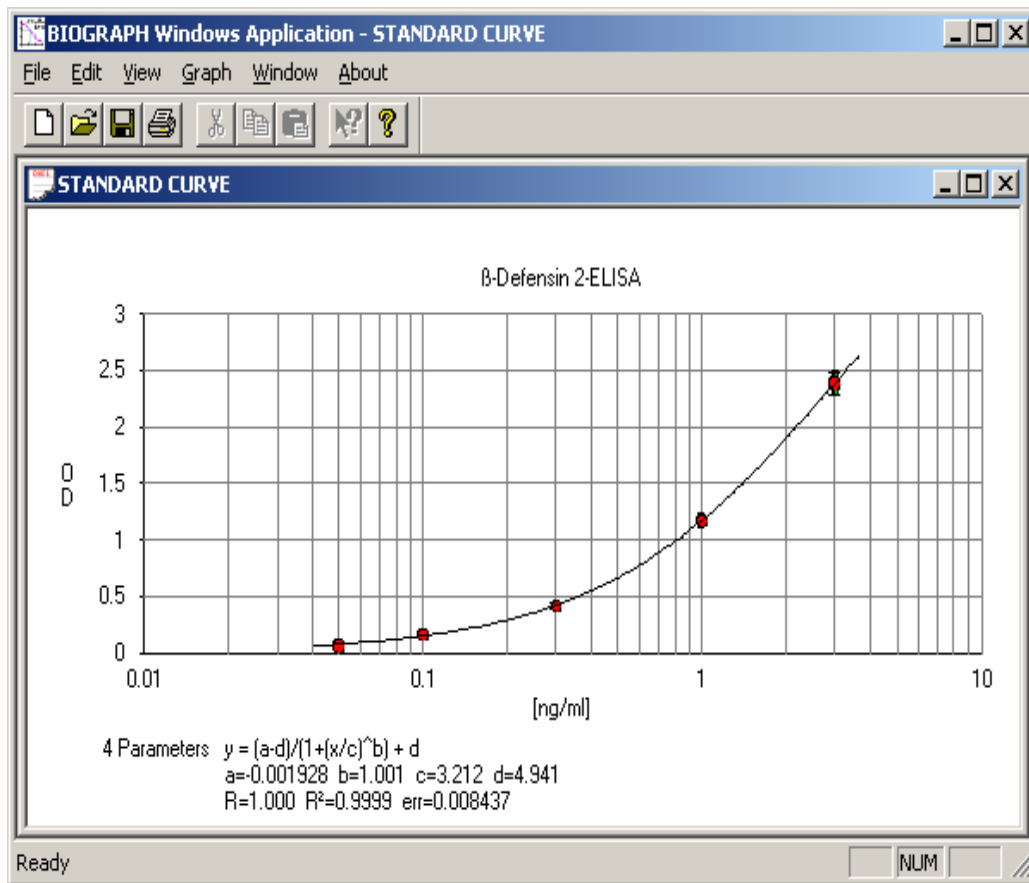 BIOGRAPH Windows Application - STANDARD CURVE
File Edit View Graph Window About
STANDARD CURVE
ß-Defensin 2-ELISA
3
2.5
2
1.5
1
0.5
0
O
D
0.01 0.1 1 10
[ng/ml]
4 Parameters y = (a-d)/(1+(x/c)^b) + d
a=-0.001928 b=1.001 c=3.212 d=4.941
R=1.000 R²=0.9999 err=0.008437
Ready NUM